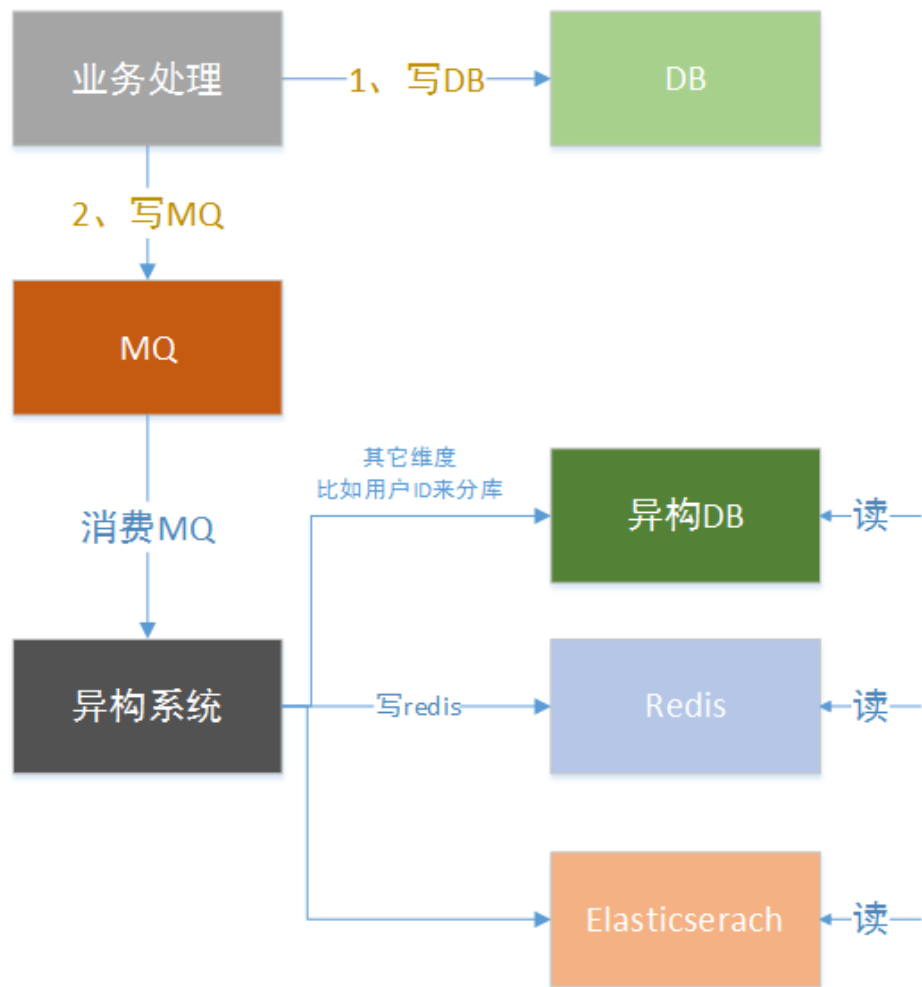 业务处理
1、写DB
DB
2、写MQ
MQ
消费MQ
其它维度
比如用户ID来分库
异构DB
读
异构系统
写redis
Redis
读
Elasticserach
读